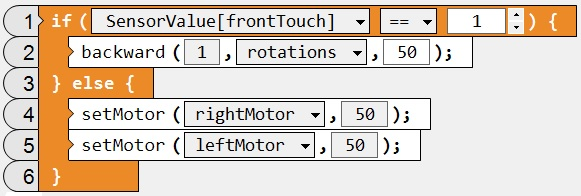 1 if ( SensorValue[frontTouch] == 1 ) {
2 backward ( 1 , rotations , 50 );
3 } else {
4 setMotor ( rightMotor , 50 );
5 setMotor ( leftMotor , 50 );
6 }